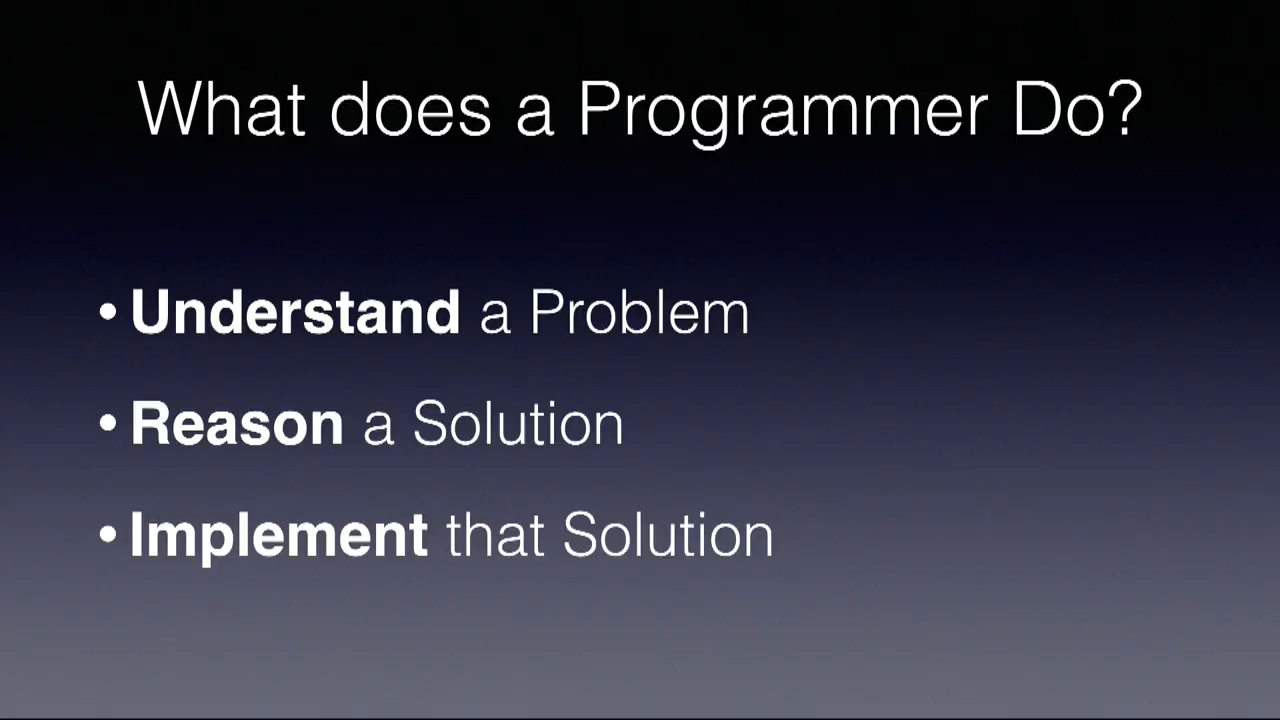 What does a Programmer Do?
• Understand a Problem
• Reason a Solution
• Implement that Solution